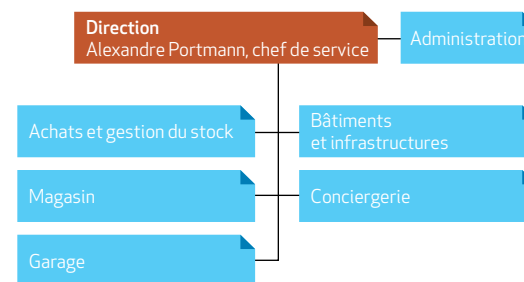 Direction
Alexandre Portmann, chef de service
Administration
Achats et gestion du stock
Bâtiments
et infrastructures
Magasin
Conciergerie
Garage